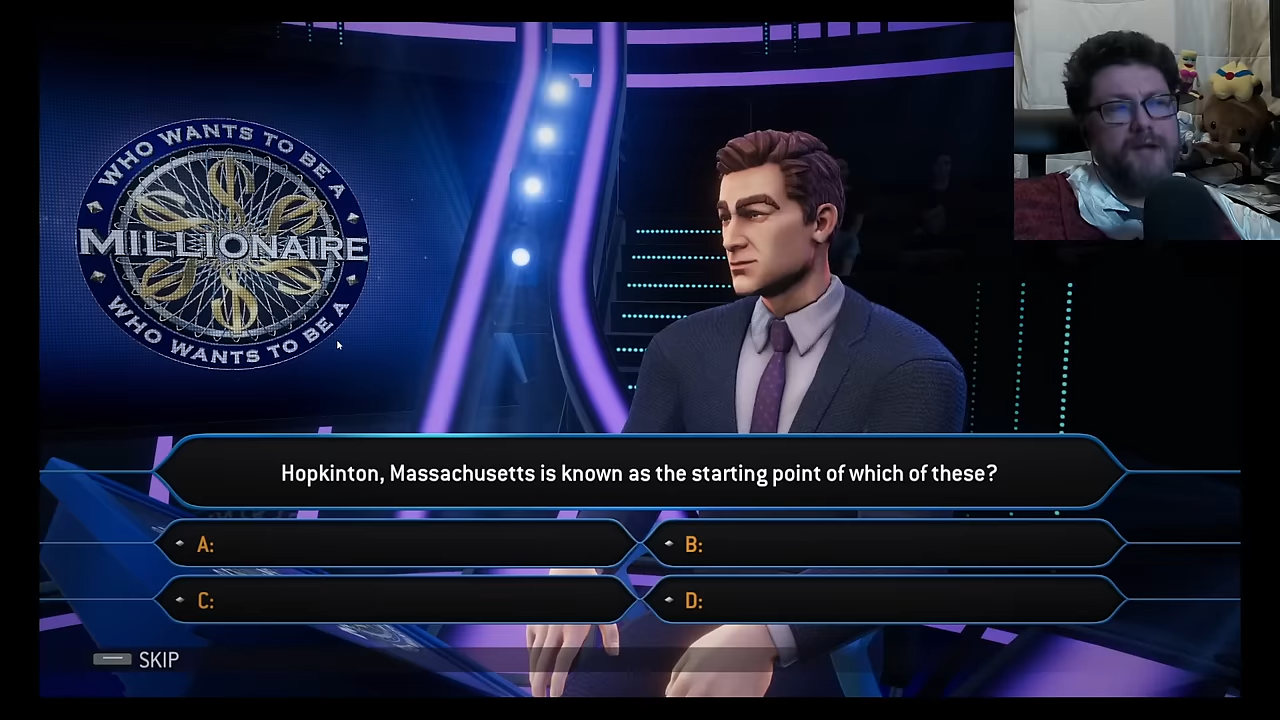 WHO WANTS TO BE A
MILLIONAIRE
WHO WANTS TO BE A
Hopkinton, Massachusetts is known as the starting point of which of these?
A:
B:
C:
D:
SKIP